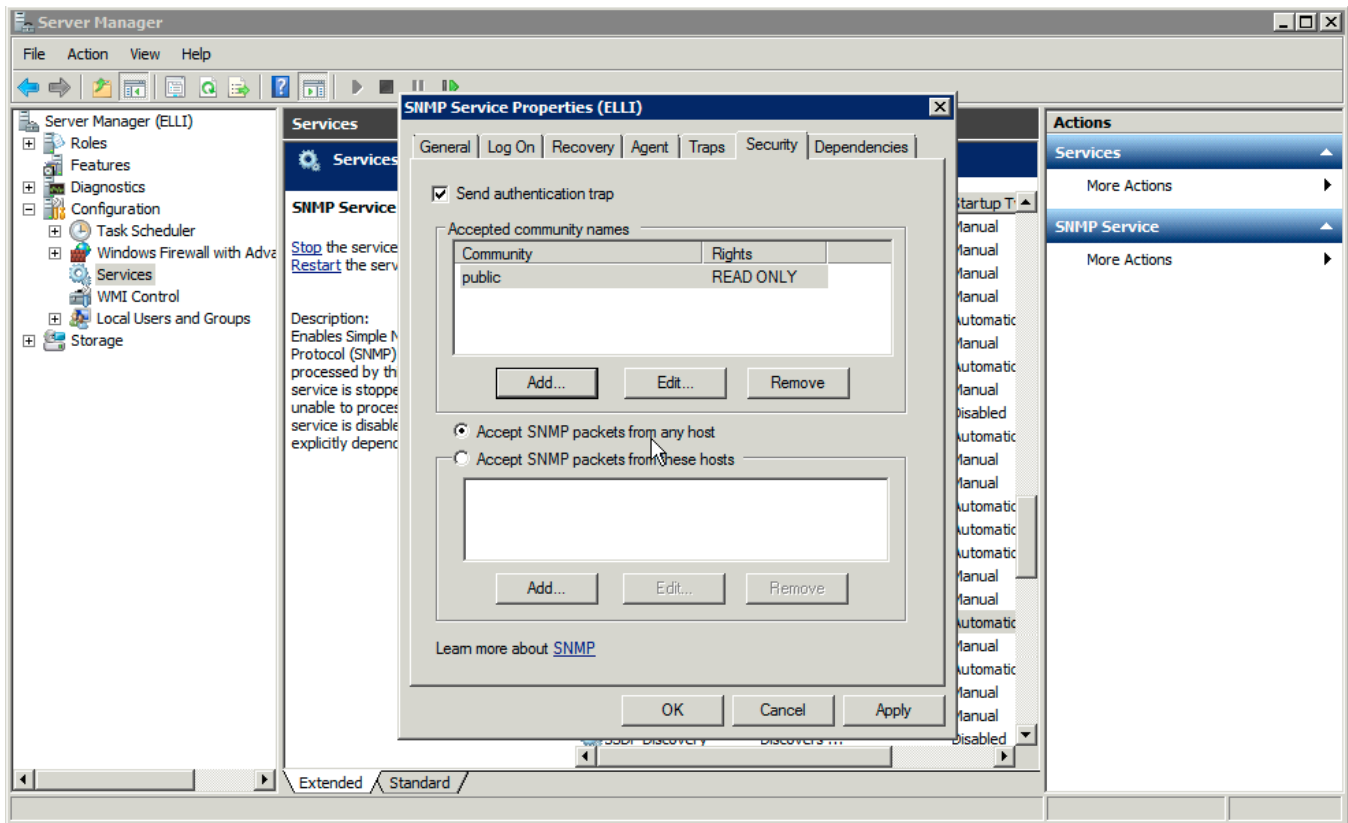 Server Manager
File Action View Help
Server Manager (ELLI)
Roles
Features
Diagnostics
Configuration
Task Scheduler
Windows Firewall with Adva
Services
WMI Control
Local Users and Groups
Storage
Services
Services
SNMP Service
Stop the service
Restart the serv
Description:
Enables Simple N
Protocol (SNMP)
processed by th
service is stoppe
unable to proces
service is disable
explicitly depend
SNMP Service Properties (ELLI)
General Log On Recovery Agent Traps Security Dependencies
Send authentication trap
Accepted community names
Community Rights
public READ ONLY
Add... Edit... Remove
Accept SNMP packets from any host
Accept SNMP packets from these hosts
Add... Edit... Remove
Learn more about SNMP
OK Cancel Apply
Startup T
Manual
Manual
Manual
Manual
Automatic
Manual
Automatic
Manual
Disabled
Automatic
Manual
Manual
Automatic
Automatic
Automatic
Manual
Manual
Automatic
Manual
Automatic
Manual
Manual
SSDP Discovery Discovers ... Disabled
Extended Standard
Actions
Services
More Actions
SNMP Service
More Actions